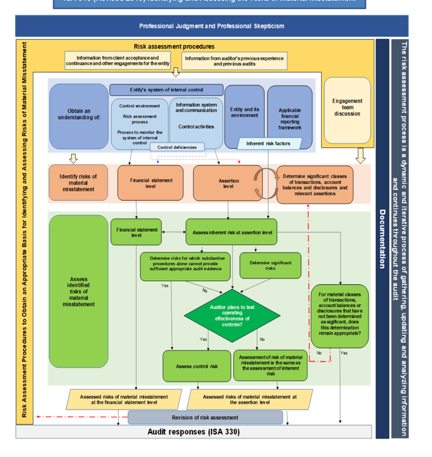 Professional Judgment and Professional Skepticism
Risk assessment procedures
Information from client acceptance and
continuance and other engagements for the entity
Information from auditor's previous experience
and previous audits
Obtain an
understanding of:
Entity's system of internal control
Control environment
Risk assessment
process
Process to monitor the
system of internal
control
Information system
and communication
Control activities
Control deficiencies
Entity and its
environment
Applicable
financial
reporting
framework
Inherent risk factors
Engagement
team
discussion
Identify risks of
material
misstatement
Financial statement
level
Assertion
level
Determine significant classes
of transactions, account
balances and disclosures and
relevant assertions
Assess
identified
risks of
material
misstatement
Financial statement
level
Assess inherent risk at assertion level
Determine risks for which substantive
procedures alone cannot provide
sufficient appropriate audit evidence
Determine significant
risks
Yes
Auditor plans to test
operating
effectiveness of
controls?
Yes
No
For material classes
of transactions,
account balances or
disclosures that have
not been determined
as significant, does
this determination
remain appropriate?
No
Yes
Assess control risk
Assessment of risk of material
misstatement is the same as
the assessment of inherent
risk
Assessed risks of material misstatement
at the financial statement level
Assessed risks of material misstatement at
the assertion level
Revision of risk assessment
Audit responses (ISA 330)
Risk Assessment Procedures to Obtain an Appropriate Basis for Identifying and Assessing Risks of Material Misstatement
Documentation
The risk assessment process is a dynamic and iterative process of gathering, updating and analyzing information
and continues throughout the audit